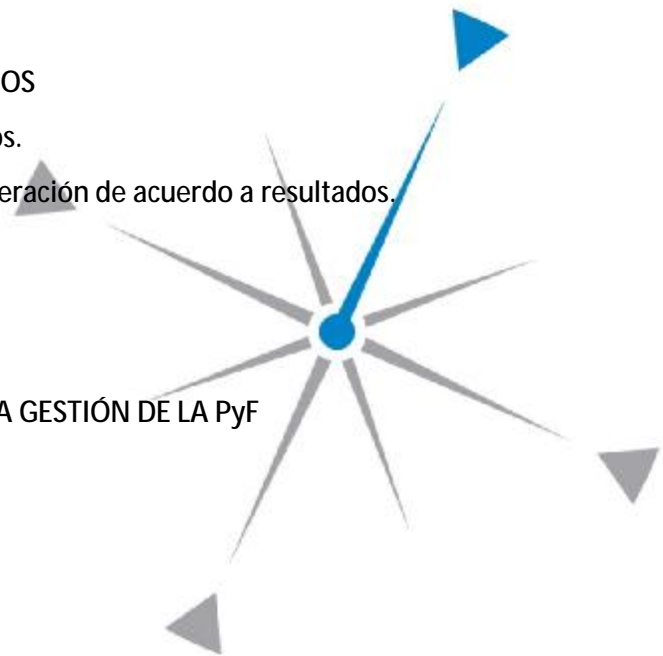 OS
os.
eración de acuerdo a resultados.
A GESTIÓN DE LA PyF